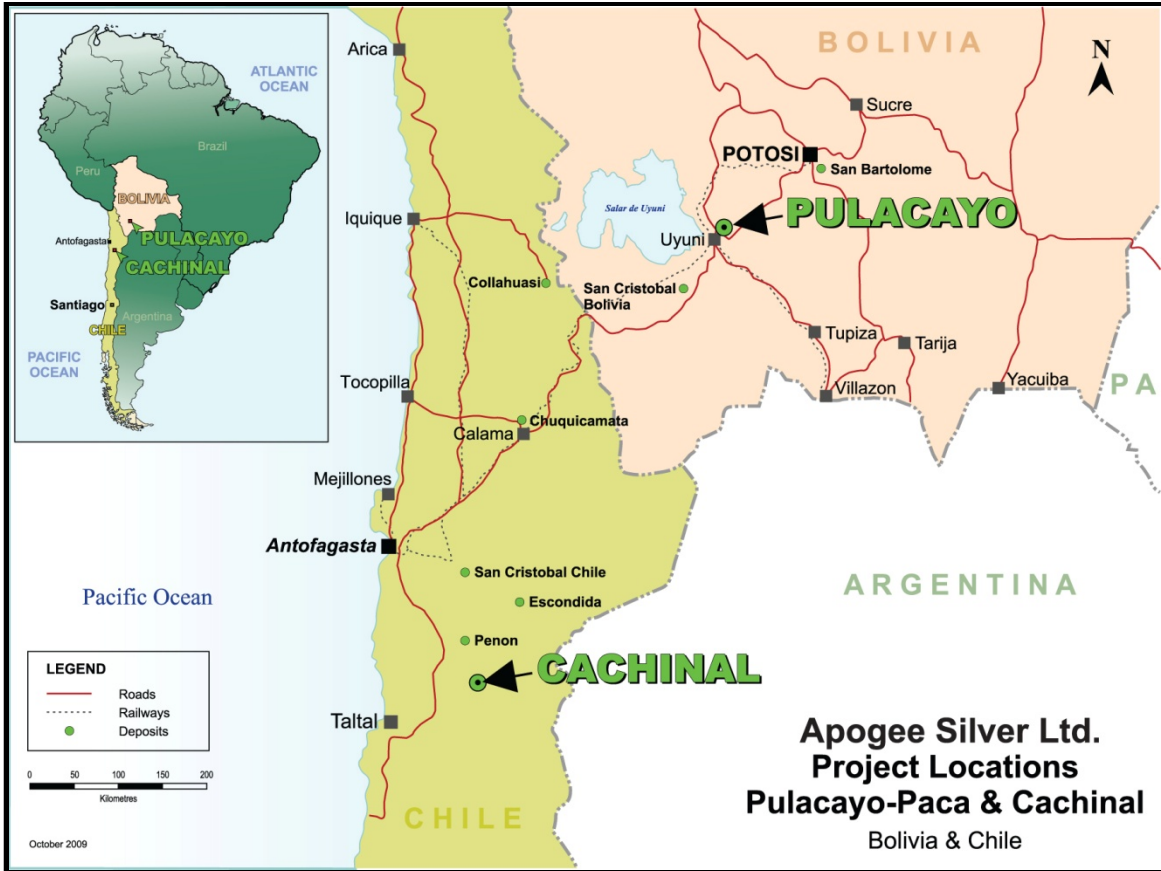 ATLANTIC
OCEAN
Brazil
Peru
BOLIVIA
Antofagasta
PULACAYO
CACHINAL
Santiago
Argentina
CHILE
PACIFIC
OCEAN
BOLIVIA
N
Arica
Sucre
POTOSI
San Bartolome
Salar de Uyuni
PULACAYO
Iquique
Uyuni
Collahuasi
San Cristobal
Bolivia
Tupiza
Tarija
Tocopilla
Villazon
Yacuiba
PA
Chuquicamata
Calama
Mejillones
Antofagasta
San Cristobal Chile
ARGENTINA
Pacific Ocean
Escondida
Penon
CACHINAL
LEGEND
Roads
Railways
Deposits
Taltal
0 50 100 150 200
Kilometres
CHILE
October 2009
Apogee Silver Ltd.
Project Locations
Pulacayo-Paca & Cachinal
Bolivia & Chile